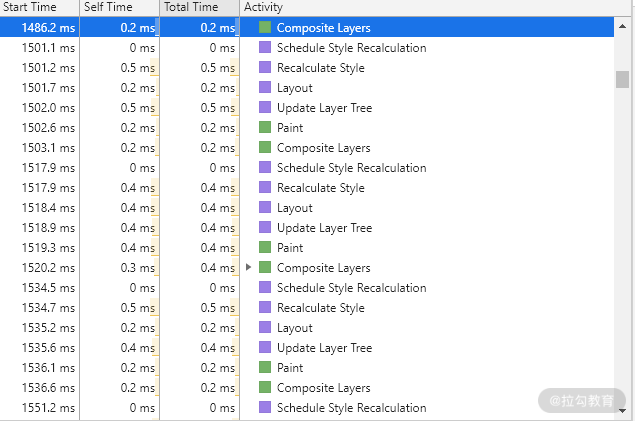 Start Time Self Time Total Time Activity
1486.2 ms 0.2 ms 0.2 ms Composite Layers
1501.1 ms 0 ms 0 ms Schedule Style Recalculation
1501.2 ms 0.5 ms 0.5 ms Recalculate Style
1501.7 ms 0.2 ms 0.2 ms Layout
1502.0 ms 0.5 ms 0.5 ms Update Layer Tree
1502.6 ms 0.2 ms 0.2 ms Paint
1503.1 ms 0.2 ms 0.2 ms Composite Layers
1517.9 ms 0 ms 0 ms Schedule Style Recalculation
1517.9 ms 0.4 ms 0.4 ms Recalculate Style
1518.4 ms 0.4 ms 0.4 ms Layout
1518.9 ms 0.4 ms 0.4 ms Update Layer Tree
1519.3 ms 0.4 ms 0.4 ms Paint
1520.2 ms 0.3 ms 0.4 ms Composite Layers
1534.5 ms 0 ms 0 ms Schedule Style Recalculation
1534.7 ms 0.5 ms 0.5 ms Recalculate Style
1535.2 ms 0.2 ms 0.2 ms Layout
1535.6 ms 0.4 ms 0.4 ms Update Layer Tree
1536.1 ms 0.2 ms 0.2 ms Paint
1536.6 ms 0.2 ms 0.2 ms Composite Layers
1551.2 ms 0 ms 0 ms Schedule Style Recalculation
@拉勾教育